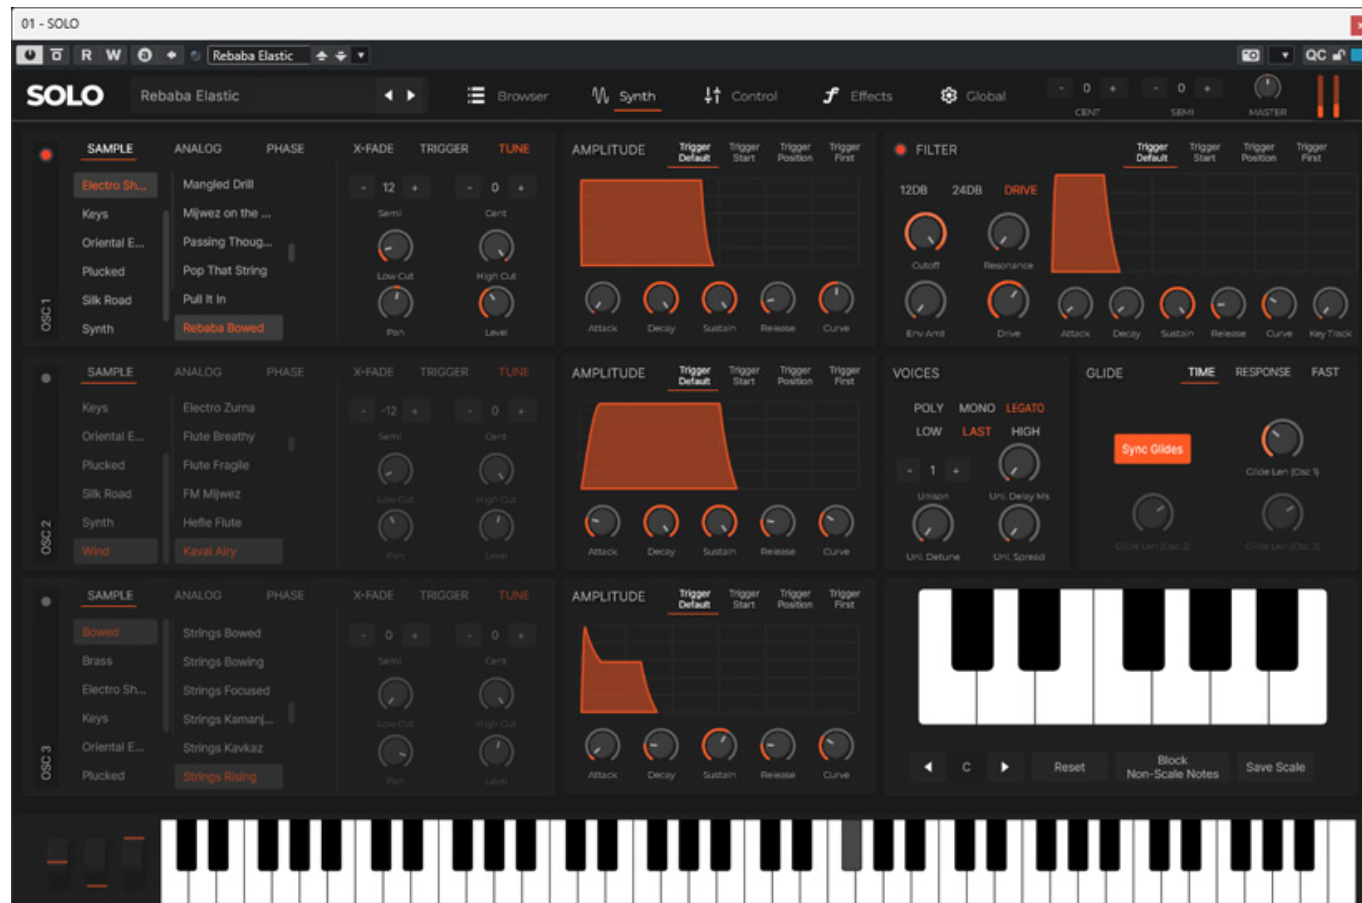 01 - SOLO
R W a Rebaba Elastic QC
SOLO Rebaba Elastic Browser Synth Control Effects Global - 0 + - 0 +
CENT SEMI MASTER
OSC 1
SAMPLE ANALOG PHASE X-FADE TRIGGER TUNE
Electro Sh... Mangled Drill - 12 + - 0 +
Keys Mijwez on the ... Semi Cent
Oriental E... Passing Thoug...
Plucked Pop That String Low Cut High Cut
Silk Road Pull It In
Synth Rebaba Bowed Pan Level
AMPLITUDE Trigger Default Trigger Start Trigger Position Trigger First
Attack Decay Sustain Release Curve
FILTER Trigger Default Trigger Start Trigger Position Trigger First
12DB 24DB DRIVE
Cutoff Resonance
Env Amt Drive Attack Decay Sustain Release Curve Key Track
OSC 2
SAMPLE ANALOG PHASE X-FADE TRIGGER TUNE
Keys Electro Zurna - -12 + - 0 +
Oriental E... Flute Breathy Semi Cent
Plucked Flute Fragile
Silk Road FM Mijwez Low Cut High Cut
Synth Hefle Flute
Wind Kaval Airy Pan Level
AMPLITUDE Trigger Default Trigger Start Trigger Position Trigger First
Attack Decay Sustain Release Curve
VOICES
POLY MONO LEGATO
LOW LAST HIGH
- 1 +
Unison Uni. Delay Ms
Uni. Detune Uni. Spread
GLIDE TIME RESPONSE FAST
Sync Glides
Glide Len (Osc 1)
Glide Len (Osc 2) Glide Len (Osc 3)
OSC 3
SAMPLE ANALOG PHASE X-FADE TRIGGER TUNE
Bowed Strings Bowed - 0 + - 0 +
Brass Strings Bowing Semi Cent
Electro Sh... Strings Focused
Keys Strings Kamanj... Low Cut High Cut
Oriental E... Strings Kavkaz
Plucked Strings Rising Pan Level
AMPLITUDE Trigger Default Trigger Start Trigger Position Trigger First
Attack Decay Sustain Release Curve
C Reset Block Non-Scale Notes Save Scale